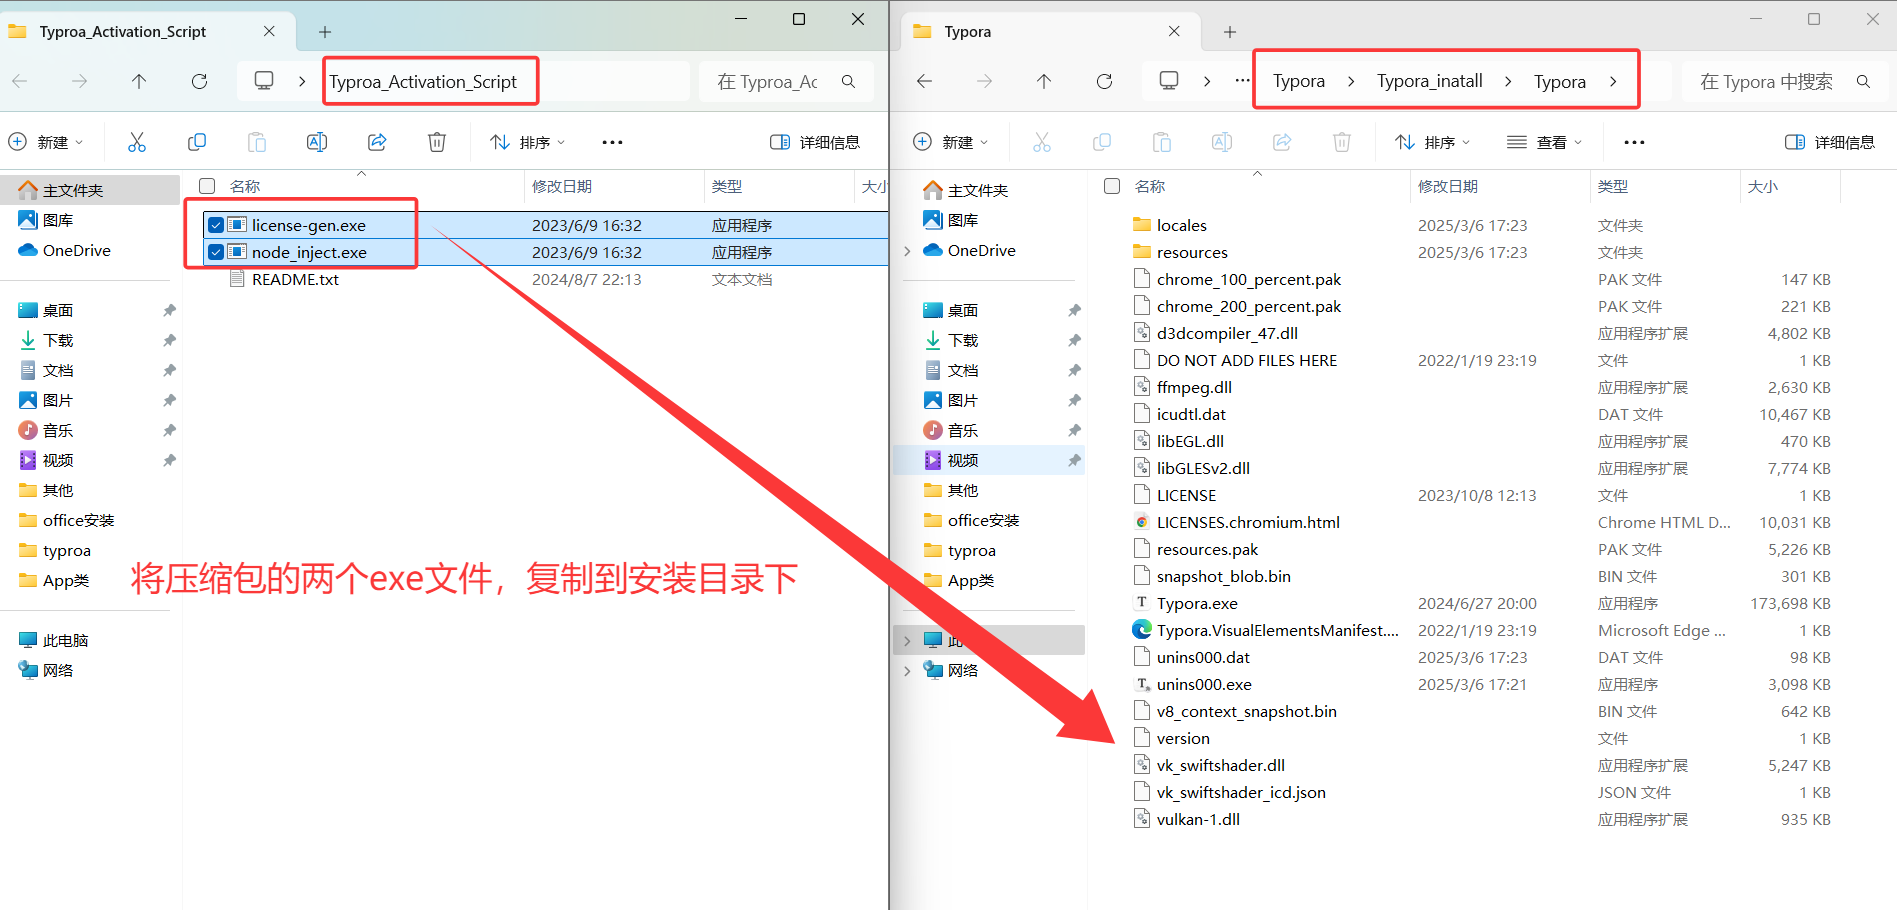 Typroa_Activation_Script
Typroa_Activation_Script
在 Typroa_Ac
新建
排序
详细信息
主文件夹
图库
OneDrive
桌面
下载
文档
图片
音乐
视频
其他
office安装
typroa
App类
此电脑
网络
名称 修改日期 类型 大小
license-gen.exe 2023/6/9 16:32 应用程序
node_inject.exe 2023/6/9 16:32 应用程序
README.txt 2024/8/7 22:13 文本文档
将压缩包的两个exe文件，复制到安装目录下
Typora
Typora Typora_inatall Typora
在 Typora 中搜索
新建
排序
查看
详细信息
主文件夹
图库
OneDrive
桌面
下载
文档
图片
音乐
视频
其他
office安装
typroa
App类
网络
名称 修改日期 类型 大小
locales 2025/3/6 17:23 文件夹
resources 2025/3/6 17:23 文件夹
chrome_100_percent.pak PAK 文件 147 KB
chrome_200_percent.pak PAK 文件 221 KB
d3dcompiler_47.dll 应用程序扩展 4,802 KB
DO NOT ADD FILES HERE 2022/1/19 23:19 文件 1 KB
ffmpeg.dll 应用程序扩展 2,630 KB
icudtl.dat DAT 文件 10,467 KB
libEGL.dll 应用程序扩展 470 KB
libGLESv2.dll 应用程序扩展 7,774 KB
LICENSE 2023/10/8 12:13 文件 1 KB
LICENSES.chromium.html Chrome HTML D... 10,031 KB
resources.pak PAK 文件 5,226 KB
snapshot_blob.bin BIN 文件 301 KB
Typora.exe 2024/6/27 20:00 应用程序 173,698 KB
Typora.VisualElementsManifest.... 2022/1/19 23:19 Microsoft Edge ... 1 KB
unins000.dat 2025/3/6 17:23 DAT 文件 98 KB
unins000.exe 2025/3/6 17:21 应用程序 3,098 KB
v8_context_snapshot.bin BIN 文件 642 KB
version 文件 1 KB
vk_swiftshader.dll 应用程序扩展 5,247 KB
vk_swiftshader_icd.json JSON 文件 1 KB
vulkan-1.dll 应用程序扩展 935 KB